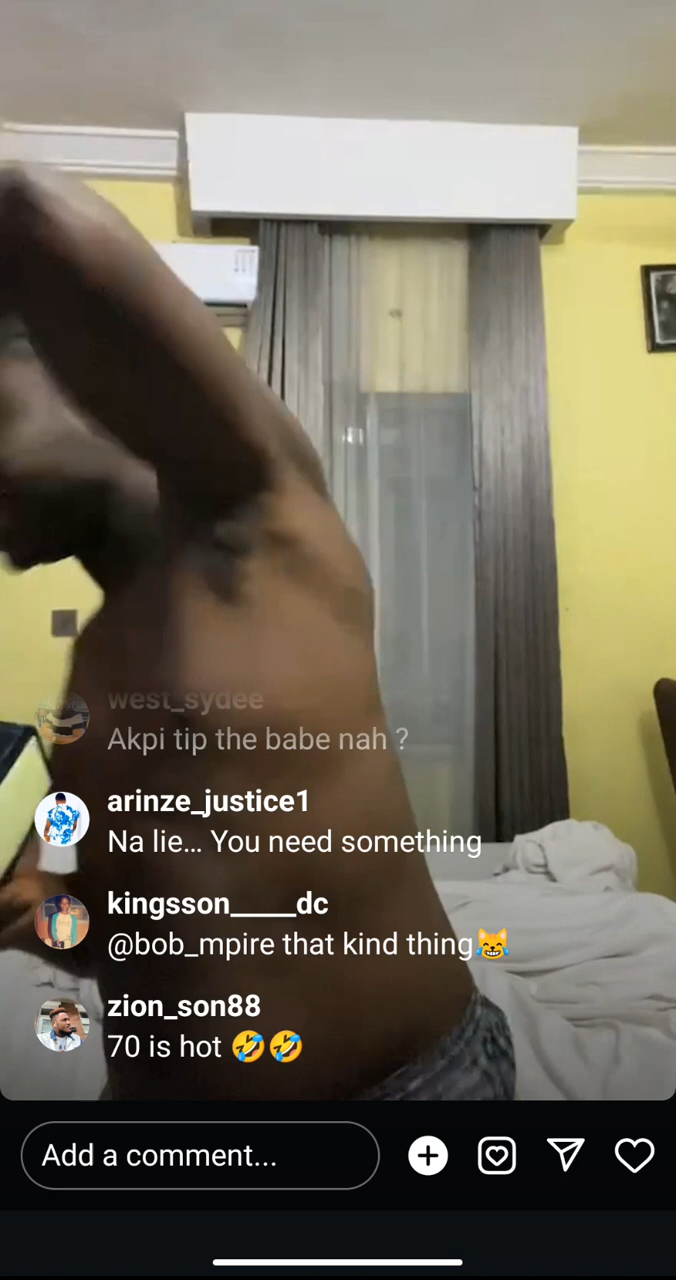 west_sydee
Akpi tip the babe nah ?
arinze_justice1
Na lie... You need something
kingsson_____dc
@bob_mpire that kind thing😹
zion_son88
70 is hot 🤣🤣
Add a comment...